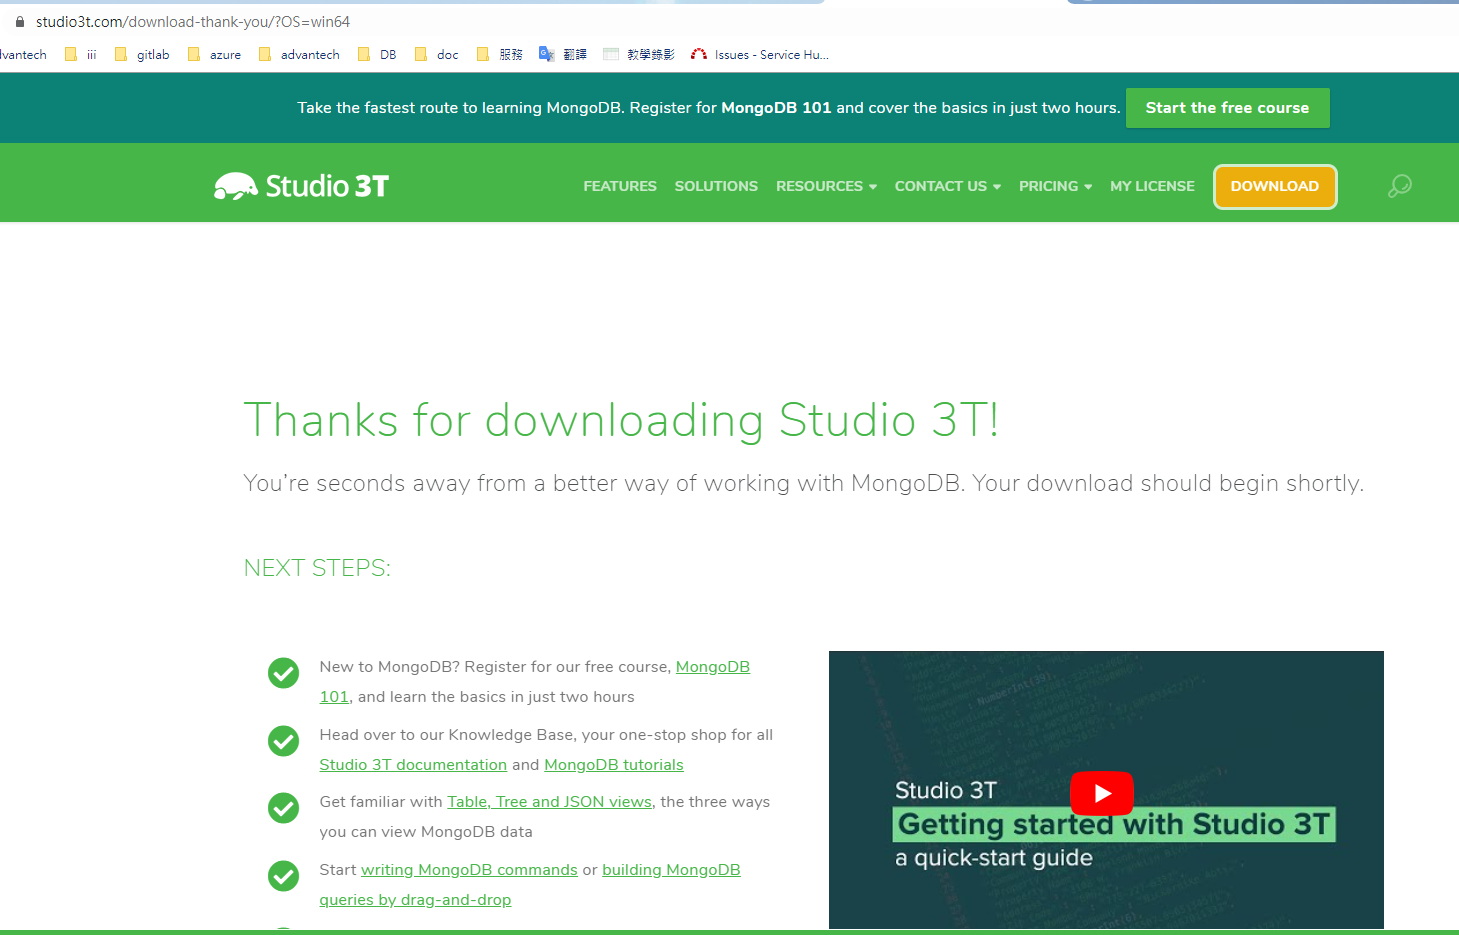 studio3t.com/download-thank-you/?OS=win64
vantech iii gitlab azure advantech DB doc 服務 翻譯 教學錄影 Issues - Service Hu...
Take the fastest route to learning MongoDB. Register for MongoDB 101 and cover the basics in just two hours. Start the free course
Studio 3T FEATURES SOLUTIONS RESOURCES CONTACT US PRICING MY LICENSE DOWNLOAD
Thanks for downloading Studio 3T!
You’re seconds away from a better way of working with MongoDB. Your download should begin shortly.
NEXT STEPS:
New to MongoDB? Register for our free course, MongoDB
101, and learn the basics in just two hours
Head over to our Knowledge Base, your one-stop shop for all
Studio 3T documentation and MongoDB tutorials
Get familiar with Table, Tree and JSON views, the three ways
you can view MongoDB data
Start writing MongoDB commands or building MongoDB
queries by drag-and-drop
Studio 3T
Getting started with Studio 3T
a quick-start guide